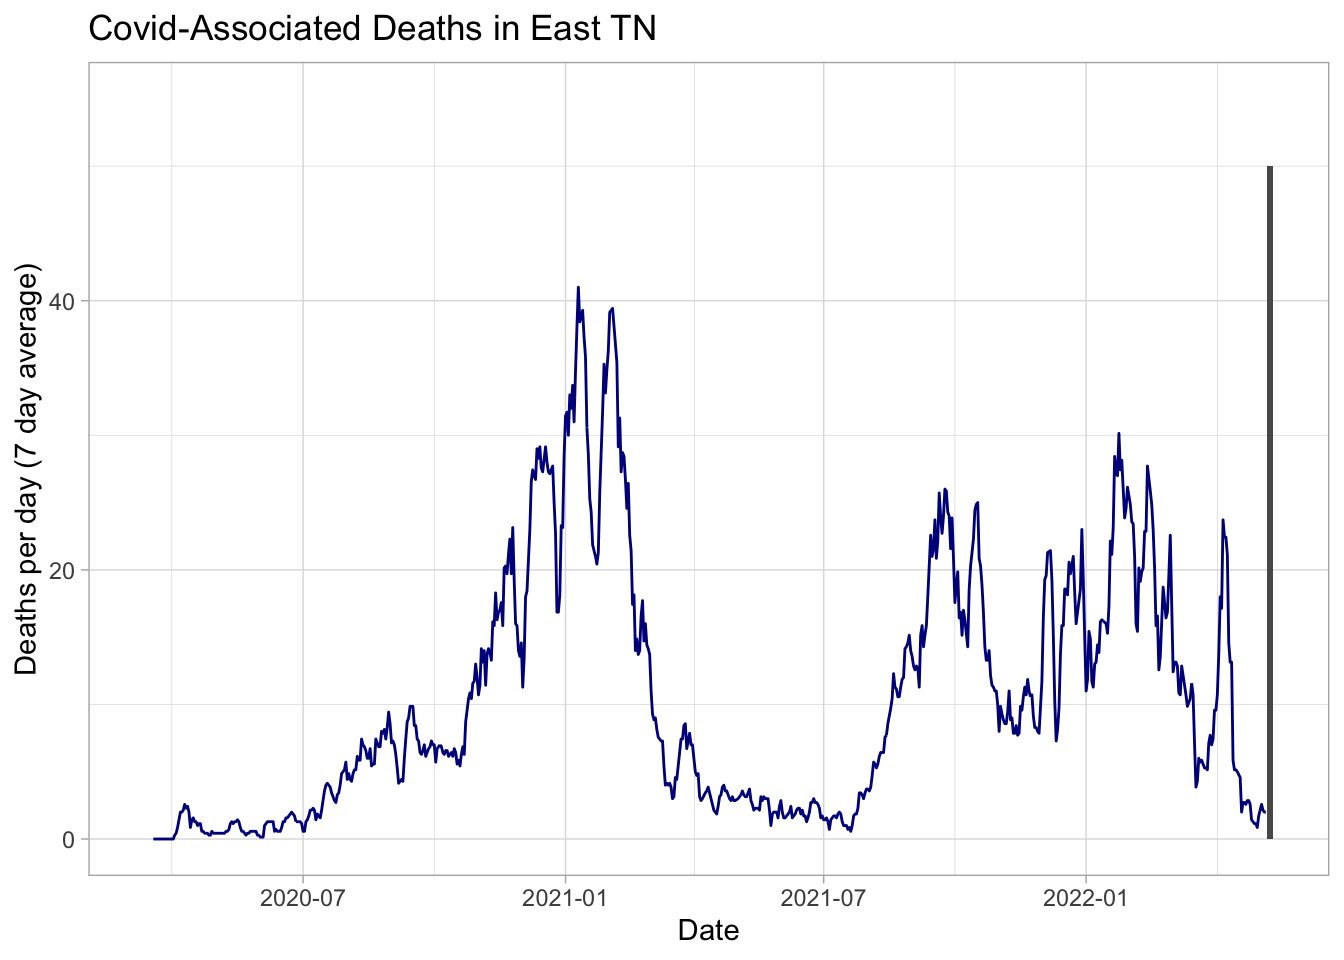 Covid-Associated Deaths in East TN
Deaths per day (7 day average)
40
20
0
2020-07
2021-01
2021-07
2022-01
Date